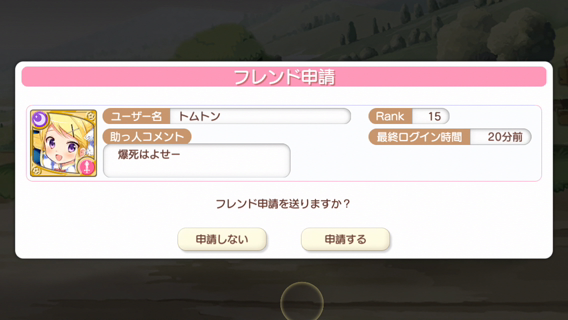 フレンド申請
ユーザー名 トムトン Rank 15
助っ人コメント 最終ログイン時間 20分前
爆死はよせー
フレンド申請を送りますか？
申請しない 申請する